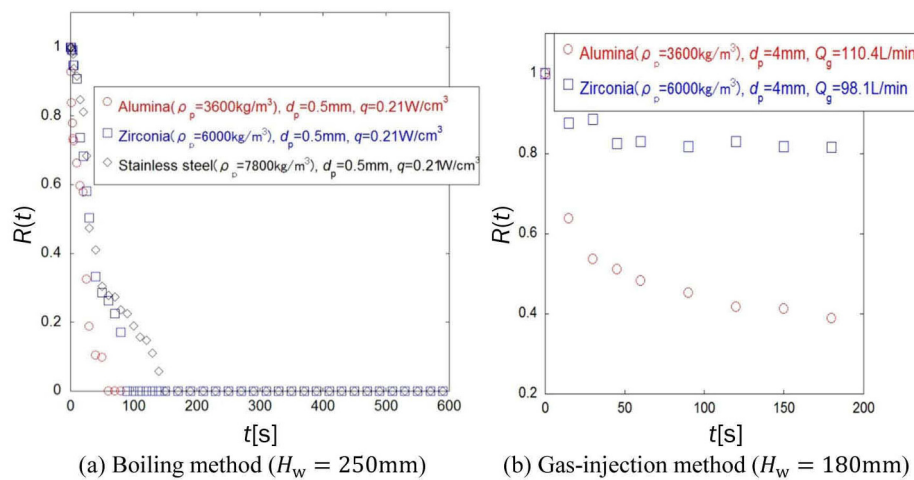 1
0.8
0.6
0.4
0.2
0
R(t)
Alumina(ρp=3600kg/m³), dp=0.5mm, q=0.21W/cm³
Zirconia(ρp=6000kg/m³), dp=0.5mm, q=0.21W/cm³
Stainless steel(ρp=7800kg/m³), dp=0.5mm, q=0.21W/cm³
0 100 200 300 400 500 600
t[s]
(a) Boiling method (Hw = 250mm)
Alumina(ρp=3600kg/m³), dp=4mm, Qg=110.4L/min
Zirconia(ρp=6000kg/m³), dp=4mm, Qg=98.1L/min
1
0.8
0.6
0.4
0.2
R(t)
0 50 100 150 200
t[s]
(b) Gas-injection method (Hw = 180mm)